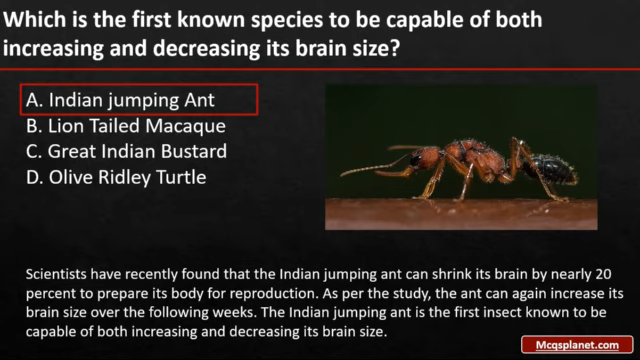 Which is the first known species to be capable of both
increasing and decreasing its brain size?
A. Indian jumping Ant
B. Lion Tailed Macaque
C. Great Indian Bustard
D. Olive Ridley Turtle
Scientists have recently found that the Indian jumping ant can shrink its brain by nearly 20
percent to prepare its body for reproduction. As per the study, the ant can again increase its
brain size over the following weeks. The Indian jumping ant is the first insect known to be
capable of both increasing and decreasing its brain size.
Mcqsplanet.com